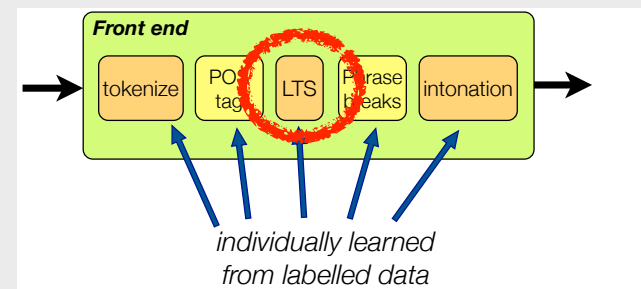 Front end
tokenize
POS
tag
LTS
Phrase
breaks
intonation
individually learned
from labelled data